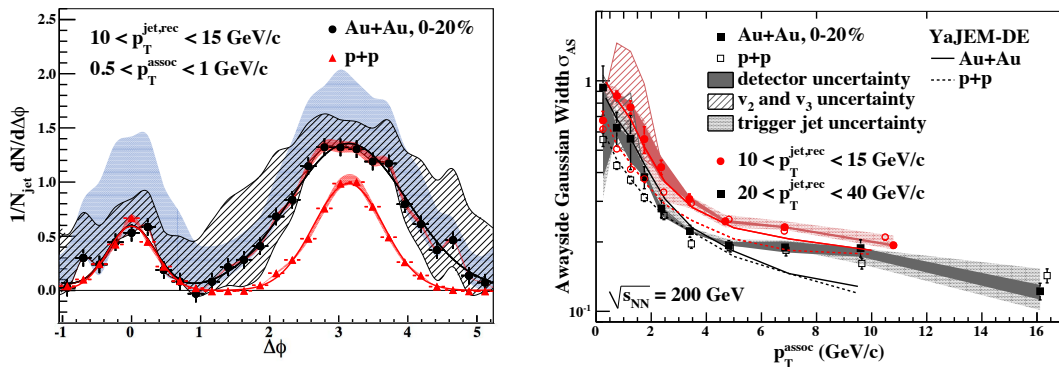 10 < p_T^jet,rec < 15 GeV/c
0.5 < p_T^assoc < 1 GeV/c
Au+Au, 0-20%
p+p
1/N_jet dN/dΔφ
2.5
2.0
1.5
1.0
0.5
0.0
-1 0 1 2 3 4 5
Δφ
Au+Au, 0-20%
p+p
detector uncertainty
v_2 and v_3 uncertainty
trigger jet uncertainty
10 < p_T^jet,rec < 15 GeV/c
20 < p_T^jet,rec < 40 GeV/c
YaJEM-DE
Au+Au
p+p
Awayside Gaussian Width σ_AS
1
10^-1
√s_NN = 200 GeV
0 2 4 6 8 10 12 14 16
p_T^assoc (GeV/c)